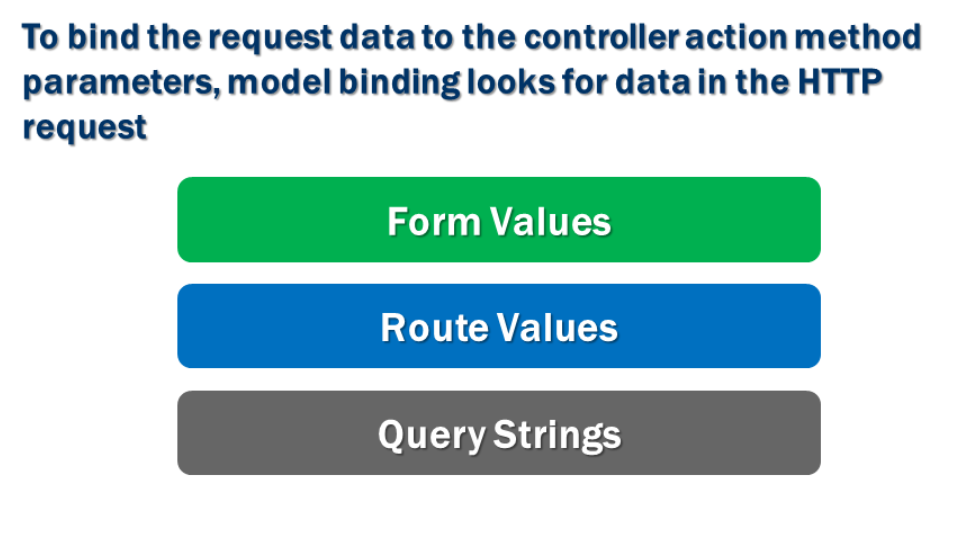 To bind the request data to the controller action method
parameters, model binding looks for data in the HTTP
request
Form Values
Route Values
Query Strings